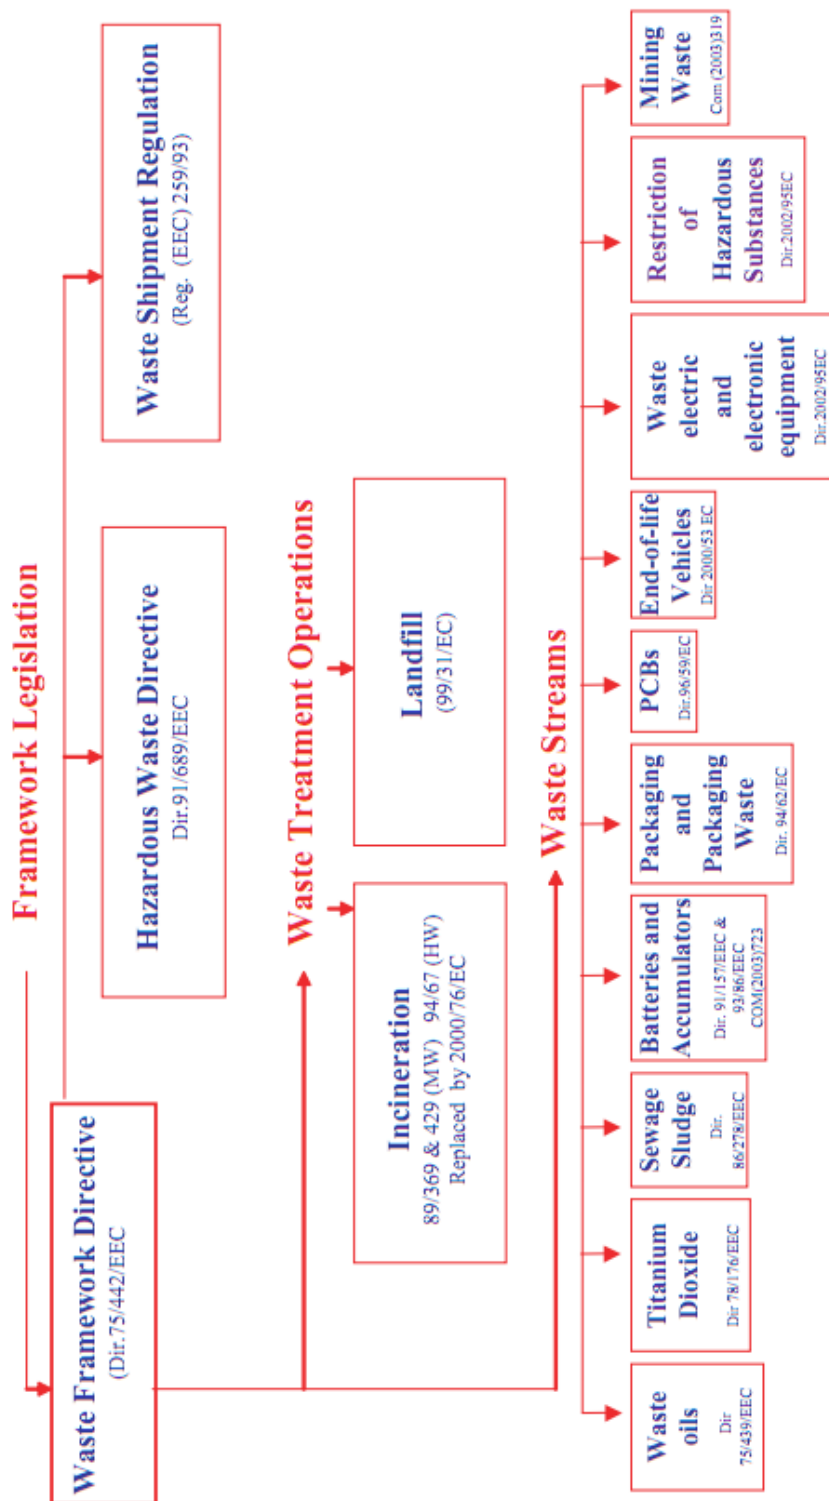 Framework Legislation
Waste Framework Directive
(Dir.75/442/EEC
Hazardous Waste Directive
Dir.91/689/EEC
Waste Shipment Regulation
(Reg. (EEC) 259/93)
Waste Treatment Operations
Incineration
89/369 & 429 (MW) 94/67 (HW)
Replaced by 2000/76/EC
Landfill
(99/31/EC)
Waste Streams
Waste
oils
Dir
75/439/EEC
Titanium
Dioxide
Dir 78/176/EEC
Sewage
Sludge
Dir.
86/278/EEC
Batteries and
Accumulators
Dir. 91/157/EEC &
93/86/EEC
COM(2003)723
Packaging
and
Packaging
Waste
Dir. 94/62/EC
PCBs
Dir.96/59/EC
End-of-life
Vehicles
Dir 2000/53 EC
Waste
electric
and
electronic
equipment
Dir.2002/95EC
Restriction
of
Hazardous
Substances
Dir.2002/95EC
Mining
Waste
Com (2003)319